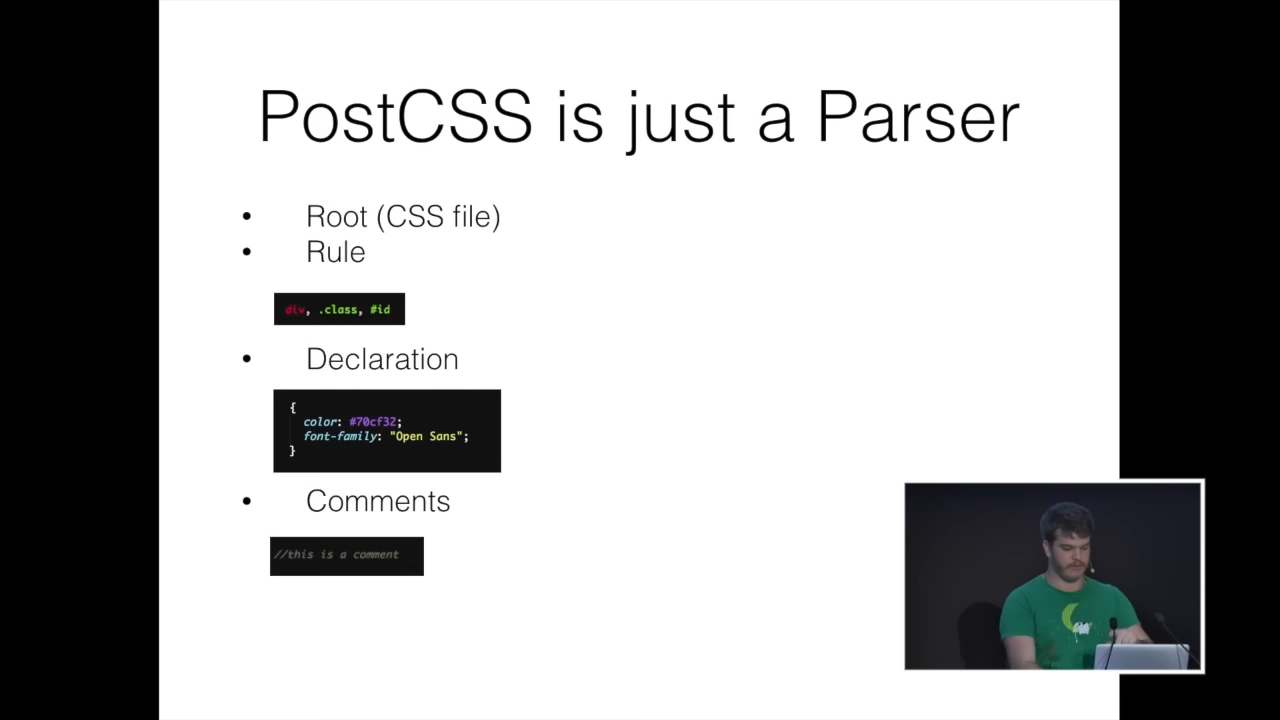 PostCSS is just a Parser
• Root (CSS file)
• Rule
div, .class, #id
• Declaration
{
color: #70cf32;
font-family: "Open Sans";
}
• Comments
//this is a comment